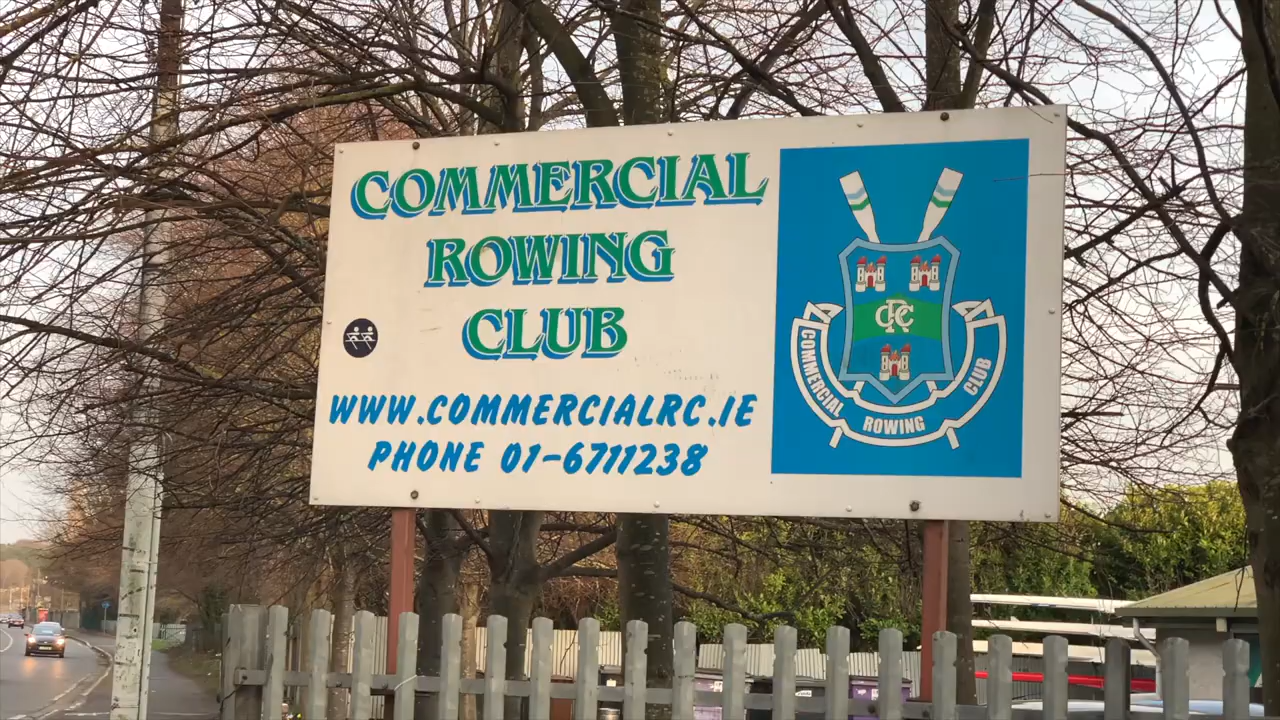 COMMERCIAL
ROWING
CLUB
WWW.COMMERCIALRC.IE
PHONE 01-6711238
CRC
COMMERCIAL ROWING CLUB